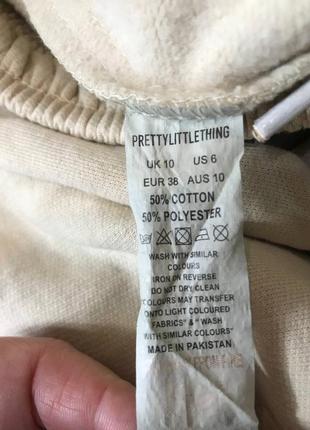 PRETTYLITTLETHING
UK 10 US 6
EUR 38 AUS 10
50% COTTON
50% POLYESTER
WASH WITH SIMILAR
COLOURS
IRON ON REVERSE
DO NOT DRY CLEAN
"COLOURS MAY TRANSFER
ONTO LIGHT COLOURED
FABRICS" & "WASH
WITH SIMILAR COLOURS"
MADE IN PAKISTAN